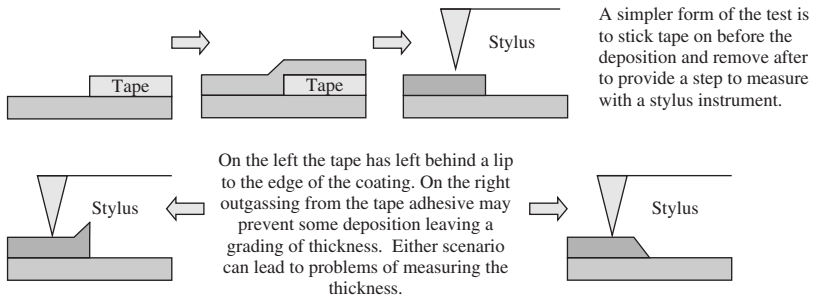 A simpler form of the test is
to stick tape on before the
deposition and remove after
to provide a step to measure
with a stylus instrument.
Tape
Tape
Stylus
On the left the tape has left behind a lip
to the edge of the coating. On the right
outgassing from the tape adhesive may
prevent some deposition leaving a
grading of thickness. Either scenario
can lead to problems of measuring the
thickness.
Stylus
Stylus